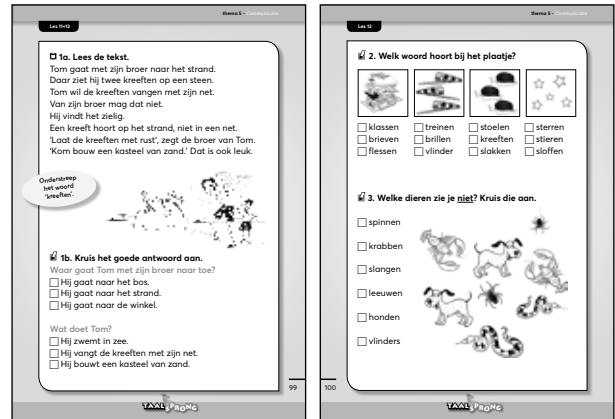 thema 5 - Communicatie
Les 11+12
1a. Lees de tekst.
Tom gaat met zijn broer naar het strand.
Daar ziet hij twee kreeften op een steen.
Tom wil de kreeften vangen met zijn net.
Van zijn broer mag dat niet.
Hij vindt het zielig.
Een kreeft hoort op het strand, niet in een net.
'Laat de kreeften met rust', zegt de broer van Tom.
'Kom bouw een kasteel van zand.' Dat is ook leuk.
Onderstreep
het woord
'kreeften'.
1b. Kruis het goede antwoord aan.
Waar gaat Tom met zijn broer naar toe?
Hij gaat naar het bos.
Hij gaat naar het strand.
Hij gaat naar de winkel.
Wat doet Tom?
Hij zwemt in zee.
Hij vangt de kreeften met zijn net.
Hij bouwt een kasteel van zand.
99
TAALSPRONG
thema 5 - Communicatie
Les 12
2. Welk woord hoort bij het plaatje?
klassen treinen stoelen sterren
brieven brillen kreeften stieren
flessen vlinder slakken sloffen
3. Welke dieren zie je niet? Kruis die aan.
spinnen
krabben
slangen
leeuwen
honden
vlinders
100
TAALSPRONG